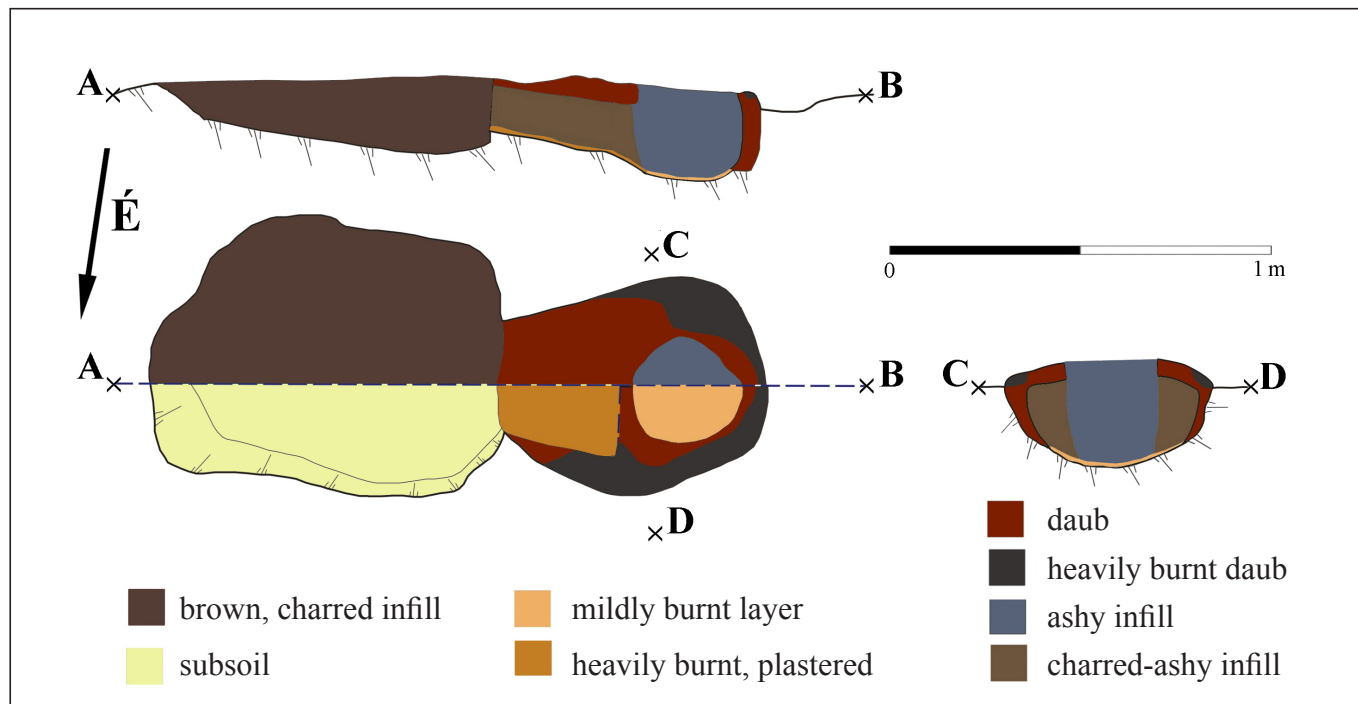 A
B
É
C
0
1 m
A
B
C
D
D
daub
heavily burnt daub
brown, charred infill
mildly burnt layer
ashy infill
subsoil
heavily burnt, plastered
charred-ashy infill